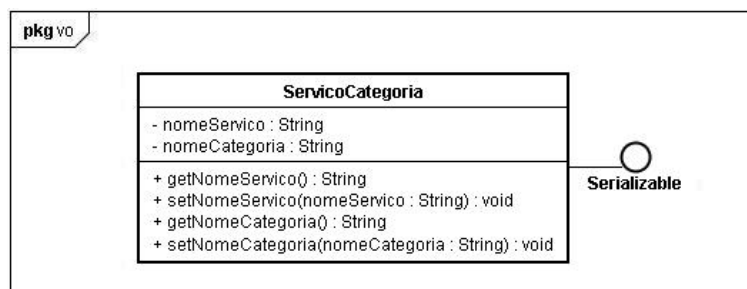 pkg vo
ServicoCategoria
- nomeServico : String
- nomeCategoria : String
+ getNomeServico() : String
+ setNomeServico(nomeServico : String) : void
+ getNomeCategoria() : String
+ setNomeCategoria(nomeCategoria : String) : void
Serializable